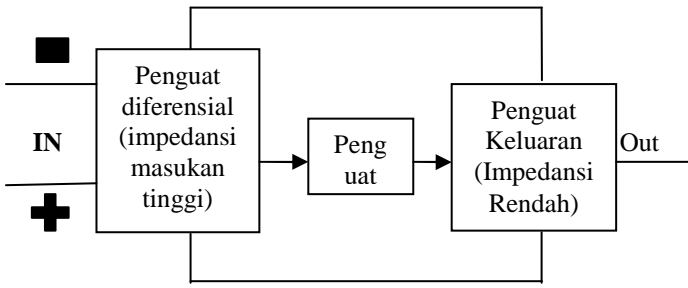 Penguat
diferensial
(impedansi
masukan
tinggi)
IN
Peng
uat
Penguat
Keluaran
(Impedansi
Rendah)
Out